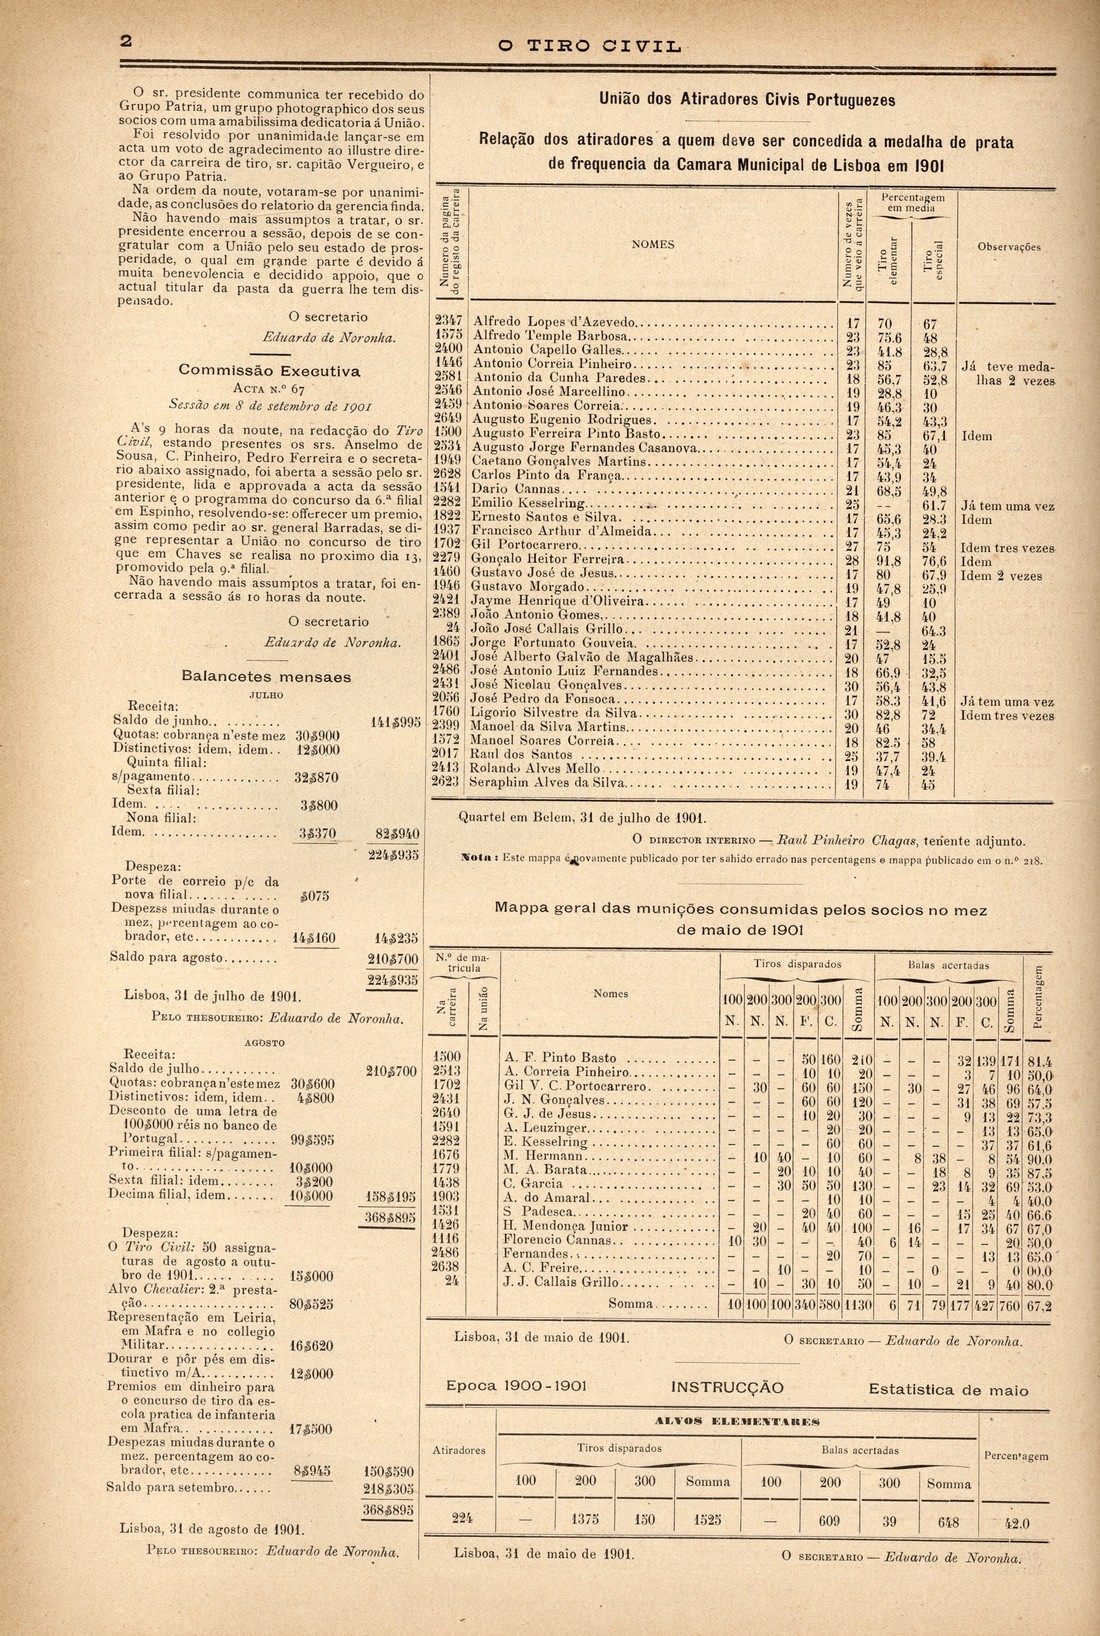 2
O TIRO CIVIL
O sr. presidente communica ter recebido do
Grupo Patria, um grupo photographico dos seus
socios com uma amabilissima dedicatoria á União.
Foi resolvido por unanimidade lançar-se em
acta um voto de agradecimento ao illustre dire-
ctor da carreira de tiro, sr. capitão Vergueiro, e
ao Grupo Patria.
Na ordem da noute, votaram-se por unanimi-
dade, as conclusões do relatorio da gerencia finda.
Não havendo mais assumptos a tratar, o sr.
presidente encerrou a sessão, depois de se con-
gratular com a União pelo seu estado de pros-
peridade, o qual em grande parte é devido á
muita benevolencia e decidido appoio, que o
actual titular da pasta da guerra lhe tem dis-
pensado.
O secretario
Eduardo de Noronha.
Commissão Executiva
ACTA N.º 67
Sessão em 8 de setembro de 1901
A's 9 horas da noute, na redacção do Tiro
Civil, estando presentes os srs. Anselmo de
Sousa, C. Pinheiro, Pedro Ferreira e o secreta-
rio abaixo assignado, foi aberta a sessão pelo sr.
presidente, lida e approvada a acta da sessão
anterior e o programma do concurso da 6.ª filial
em Espinho, resolvendo-se: offerecer um premio,
assim como pedir ao sr. general Barradas, se di-
gne representar a União no concurso de tiro
que em Chaves se realisa no proximo dia 13,
promovido pela 9.ª filial.
Não havendo mais assumptos a tratar, foi en-
cerrada a sessão ás 10 horas da noute.
O secretario
Eduardo de Noronha.
Balancetes mensaes
JULHO
Receita:
Saldo de junho.. ........ 141$995
Quotas: cobrança n'este mez 30$900
Distinctivos: idem, idem.. 12$000
Quinta filial:
s/pagamento............. 32$870
Sexta filial:
Idem..................... 3$800
Nona filial:
Idem..................... 3$370 82$940
224$935
Despeza:
Porte de correio p/c da
nova filial............. $075
Despezss miudas durante o
mez, percentagem ao co-
brador, etc............ 14$160 14$235
Saldo para agosto........ 210$700
224$935
Lisboa, 31 de julho de 1901.
PELO THESOUREIRO: Eduardo de Noronha.
AGOSTO
Receita:
Saldo de julho........... 210$700
Quotas: cobrança n'este mez 30$600
Distinctivos: idem, idem.. 4$800
Desconto de uma letra de
100$000 réis no banco de
Portugal............... 99$595
Primeira filial: s/pagamen-
to..................... 10$000
Sexta filial: idem........ 3$200
Decima filial, idem....... 10$000 158$195
368$895
Despeza:
O Tiro Civil: 50 assigna-
turas de agosto a outu-
bro de 1901............ 15$000
Alvo Chevalier: 2.ª presta-
ção.................... 80$525
Representação em Leiria,
em Mafra e no collegio
Militar................. 16$620
Dourar e pôr pés em dis-
tinctivo m/A............ 12$000
Premios em dinheiro para
o concurso de tiro da es-
cola pratica de infanteria
em Mafra.. ............ 17$500
Despezas miudas durante o
mez. percentagem ao co-
brador, etc............. 8$945 150$590
Saldo para setembro...... 218$305
368$895
Lisboa, 31 de agosto de 1901.
PELO THESOUREIRO: Eduardo de Noronha.
União dos Atiradores Civis Portuguezes
Relação dos atiradores a quem deve ser concedida a medalha de prata
de frequencia da Camara Municipal de Lisboa em 1901
Numero da pagina do registo da carreira
NOMES
Numero de vezes que veio á carreira
Percentagem em media
Tiro elementar
Tiro especial
Observações
2347 Alfredo Lopes d'Azevedo 17 70 67
1575 Alfredo Temple Barbosa 23 75.6 48
2400 Antonio Capello Galles 23 41.8 28,8
1446 Antonio Correia Pinheiro 23 85 63,7 Já teve meda-
2581 Antonio da Cunha Paredes 18 56,7 52,8 lhas 2 vezes
2546 Antonio José Marcellino 19 28.8 10
2459 Antonio Soares Correia 19 46,3 30
2649 Augusto Eugenio Rodrigues 17 54,2 43,3
1500 Augusto Ferreira Pinto Basto 23 85 67,1 Idem
2534 Augusto Jorge Fernandes Casanova 17 45,3 40
1949 Caetano Gonçalves Martins 17 54,4 24
2628 Carlos Pinto da França 17 43,9 34
1541 Dario Cannas 21 68,5 49,8
2282 Emilio Kesselring 25 -- 61.7 Já tem uma vez
1822 Ernesto Santos e Silva 17 65.6 28.3 Idem
1937 Francisco Arthur d'Almeida 17 45,3 24,2
1702 Gil Portocarrero 27 75 54 Idem tres vezes
2279 Gonçalo Heitor Ferreira 28 91,8 76,6 Idem
1460 Gustavo José de Jesus 17 80 67,9 Idem 2 vezes
1946 Gustavo Morgado 19 47,8 25,9
2421 Jayme Henrique d'Oliveira 17 49 10
2389 João Antonio Gomes 18 41,8 40
24 João José Callais Grillo 21 — 64.3
1865 Jorge Fortunato Gouveia 17 52,8 24
2401 José Alberto Galvão de Magalhães 20 47 15.5
2486 José Antonio Luiz Fernandes 18 66,9 32,5
2431 José Nicolau Gonçalves 30 56,4 43.8
2056 José Pedro da Fonsoca 17 58.3 41,6 Já tem uma vez
1760 Ligorio Silvestre da Silva 30 82,8 72 Idem tres vezes
2399 Manoel da Silva Martins 20 46 34,4
1572 Manoel Soares Correia 18 82.5 58
2017 Raul dos Santos 25 37,7 39,4
2413 Rolando Alves Mello 19 47,4 24
2623 Seraphim Alves da Silva 19 74 45
Quartel em Belem, 31 de julho de 1901.
O DIRECTOR INTERINO — Raul Pinheiro Chagas, tenente adjunto.
Nota: Este mappa é novamente publicado por ter sahido errado nas percentagens o mappa publicado em o n.º 218.
Mappa geral das munições consumidas pelos socios no mez
de maio de 1901
N.º de ma-
tricula
Na carreira
Na união
Nomes
Tiros disparados
Balas acertadas
Percentagem
100 N. 200 N. 300 N. 200 F. 300 C. Somma 100 N. 200 N. 300 N. 200 F. 300 C. Somma
1500 A. F. Pinto Basto – – – 50 160 210 – – – 32 139 171 81.4
2513 A. Correia Pinheiro – – – 10 10 20 – – – 3 7 10 50,0
1702 Gil V. C. Portocarrero – 30 – 60 60 150 – 30 – 27 46 96 64,0
2431 J. N. Gonçalves – – – 60 60 120 – – – 31 38 69 57.5
2640 G. J. de Jesus – – – 10 20 30 – – – 9 13 22 73,3
1591 A. Leuzinger – – – – 20 20 – – – – 13 13 65,0
2282 E. Kesselring – – – – 60 60 – – – – 37 37 61,6
1676 M. Hermann – 10 40 – 10 60 – 8 38 – 8 54 90.0
1779 M. A. Barata – – 20 10 10 40 – – 18 8 9 35 87.5
1438 C. Garcia – – 30 50 50 130 – – 23 14 32 69 53.0
1903 A. do Amaral – – – – 10 10 – – – – 4 4 40.0
1531 S Padesca – – – 20 40 60 – – – 15 25 40 66.6
1426 H. Mendonça Junior – 20 – 40 40 100 – 16 – 17 34 67 67,0
1116 Florencio Cannas 10 30 – – – 40 6 14 – – – 20 50,0
2486 Fernandes – – – – 20 70 – – – – 13 13 65.0
2638 A. C. Freire – – 10 – – 10 – – 0 – – 0 00.0
24 J. J. Callais Grillo – 10 – 30 10 50 – 10 – 21 9 40 80.0
Somma 10 100 100 340 580 1130 6 71 79 177 427 760 67,2
Lisboa, 31 de maio de 1901.
O SECRETARIO — Eduardo de Noronha.
Epoca 1900-1901 INSTRUCÇÃO Estatistica de maio
ALVOS ELEMENTARES
Atiradores
Tiros disparados
Balas acertadas
Percentagem
100 200 300 Somma 100 200 300 Somma
224 — 1375 150 1525 — 609 39 648 42.0
Lisboa, 31 de maio de 1901.
O SECRETARIO — Eduardo de Noronha.